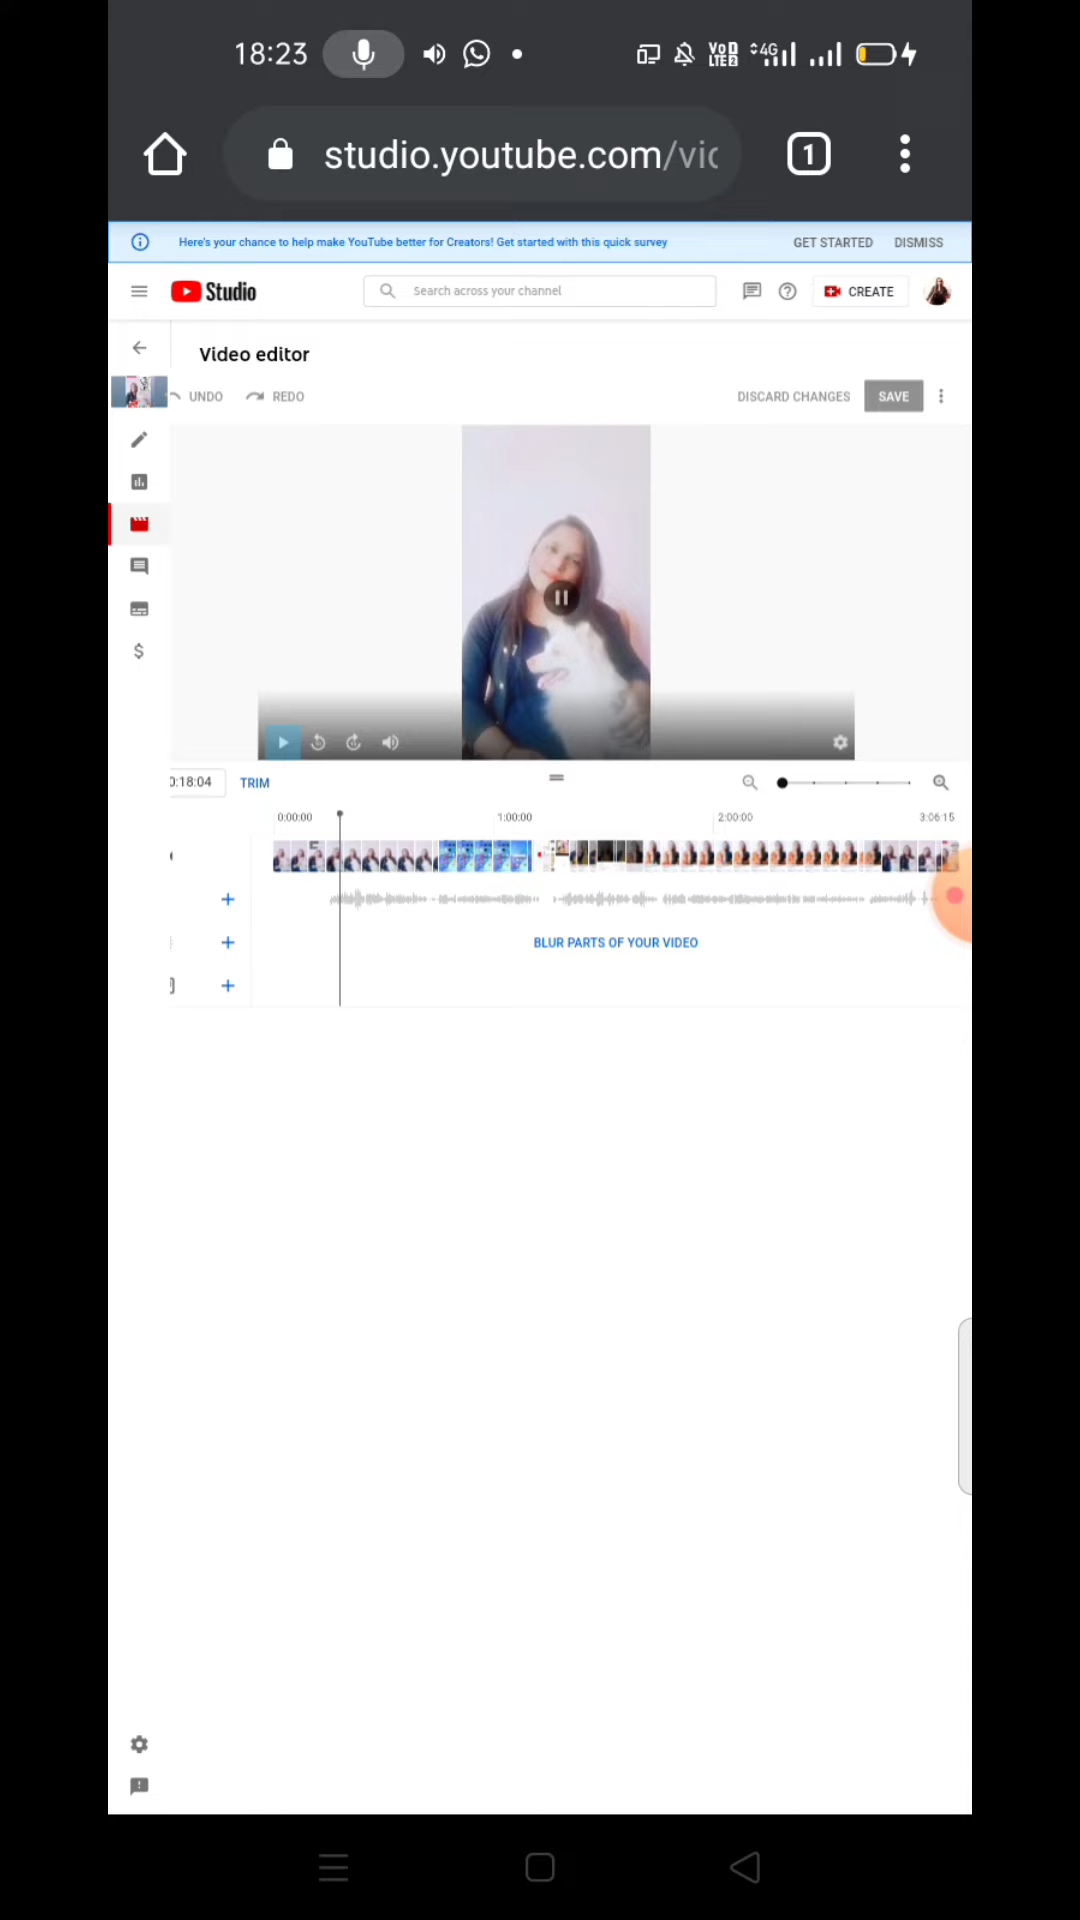 18:23 VoD LTE2 4G
studio.youtube.com/vic 1
Here's your chance to help make YouTube better for Creators! Get started with this quick survey GET STARTED DISMISS
Studio Search across your channel CREATE
Video editor
UNDO REDO DISCARD CHANGES SAVE
0:18:04 TRIM
0:00:00 1:00:00 2:00:00 3:06:15
BLUR PARTS OF YOUR VIDEO